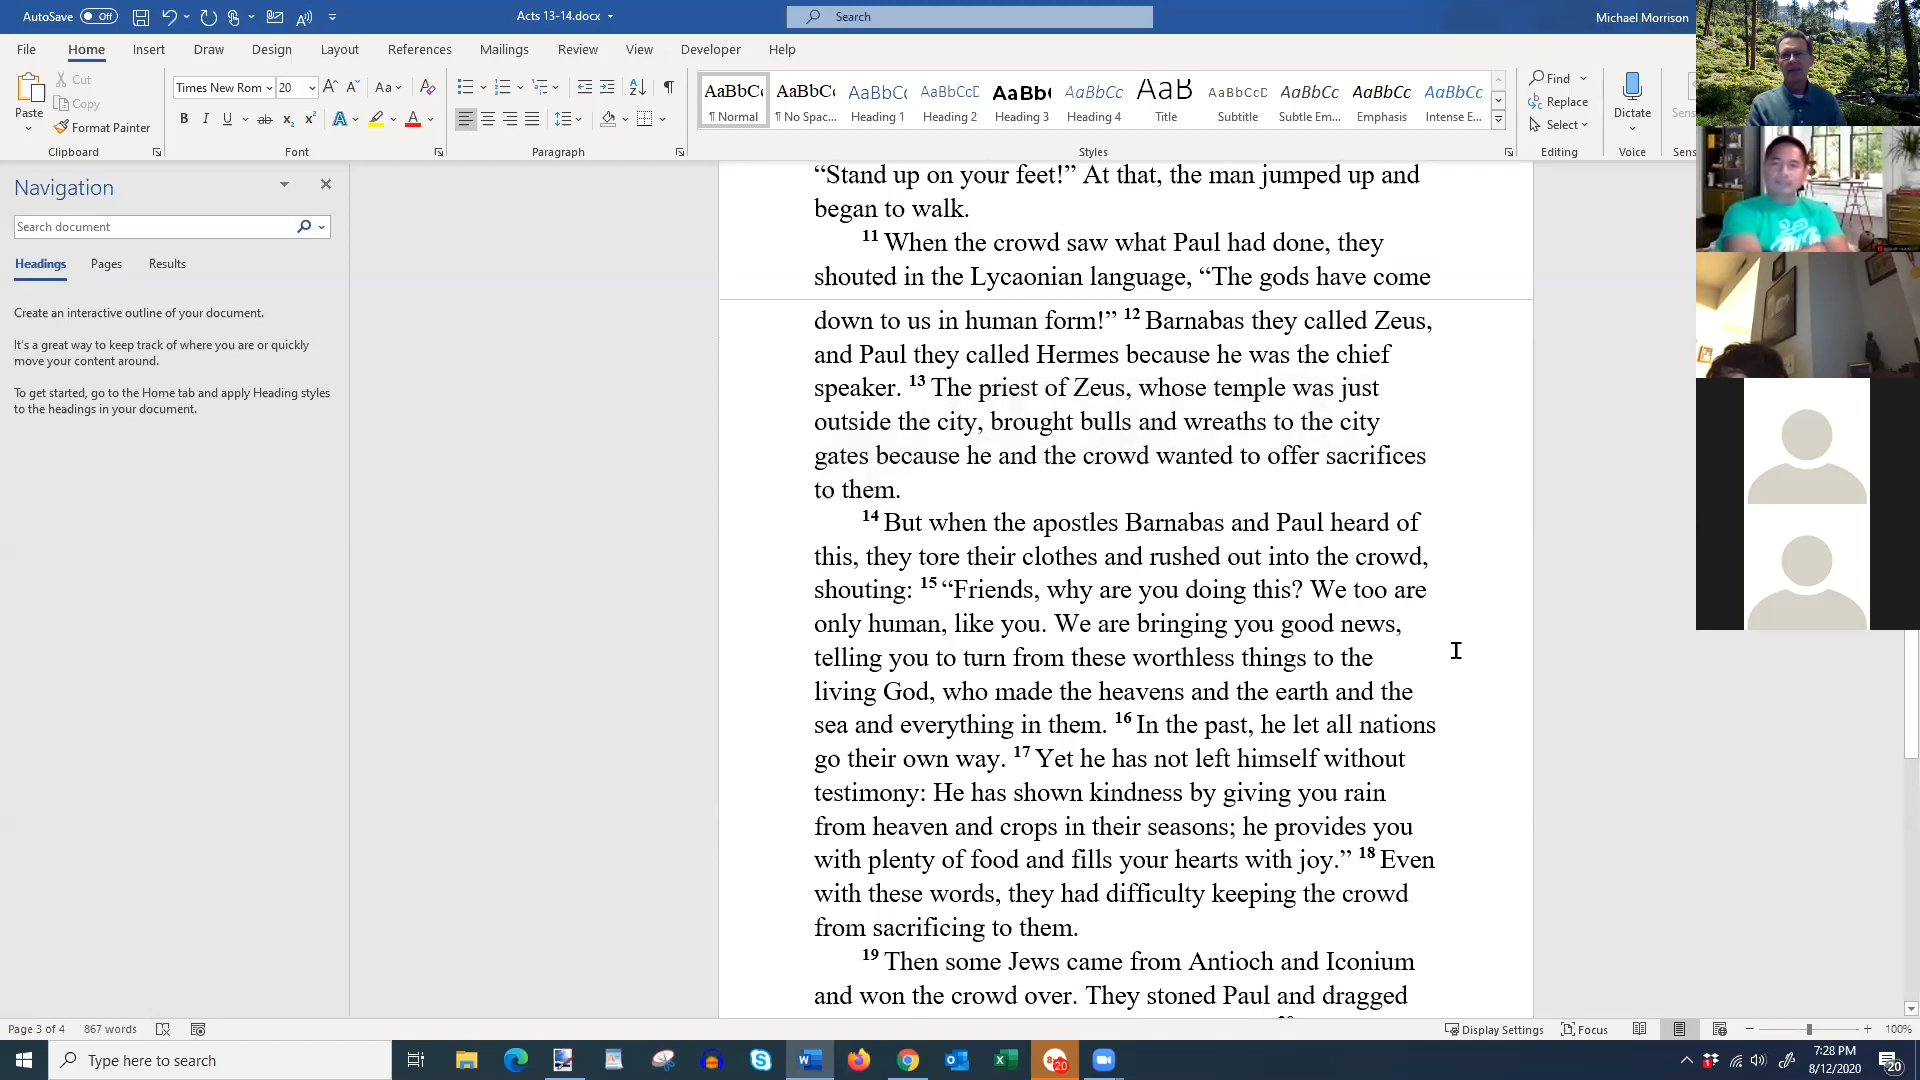 AutoSave Off
Acts 13-14.docx
Search
Michael Morrison
File Home Insert Draw Design Layout References Mailings Review View Developer Help
Paste
Cut
Copy
Format Painter
Clipboard
Times New Rom 20
Font
Paragraph
AaBbCc AaBbCc AaBbCc AaBbCcD AaBbC AaBbCc AaB AaBbCcD AaBbCc AaBbCc AaBbCc
¶ Normal ¶ No Spac... Heading 1 Heading 2 Heading 3 Heading 4 Title Subtitle Subtle Em... Emphasis Intense E...
Styles
Find
Replace
Select
Editing
Dictate
Voice
Sens
Sens
Navigation
Search document
Headings Pages Results
Create an interactive outline of your document.
It's a great way to keep track of where you are or quickly
move your content around.
To get started, go to the Home tab and apply Heading styles
to the headings in your document.
“Stand up on your feet!” At that, the man jumped up and
began to walk.
11 When the crowd saw what Paul had done, they
shouted in the Lycaonian language, “The gods have come
down to us in human form!” 12 Barnabas they called Zeus,
and Paul they called Hermes because he was the chief
speaker. 13 The priest of Zeus, whose temple was just
outside the city, brought bulls and wreaths to the city
gates because he and the crowd wanted to offer sacrifices
to them.
14 But when the apostles Barnabas and Paul heard of
this, they tore their clothes and rushed out into the crowd,
shouting: 15 “Friends, why are you doing this? We too are
only human, like you. We are bringing you good news,
telling you to turn from these worthless things to the
living God, who made the heavens and the earth and the
sea and everything in them. 16 In the past, he let all nations
go their own way. 17 Yet he has not left himself without
testimony: He has shown kindness by giving you rain
from heaven and crops in their seasons; he provides you
with plenty of food and fills your hearts with joy.” 18 Even
with these words, they had difficulty keeping the crowd
from sacrificing to them.
19 Then some Jews came from Antioch and Iconium
and won the crowd over. They stoned Paul and dragged
Page 3 of 4 867 words
Display Settings Focus 100%
Type here to search
20
7:28 PM
8/12/2020
20